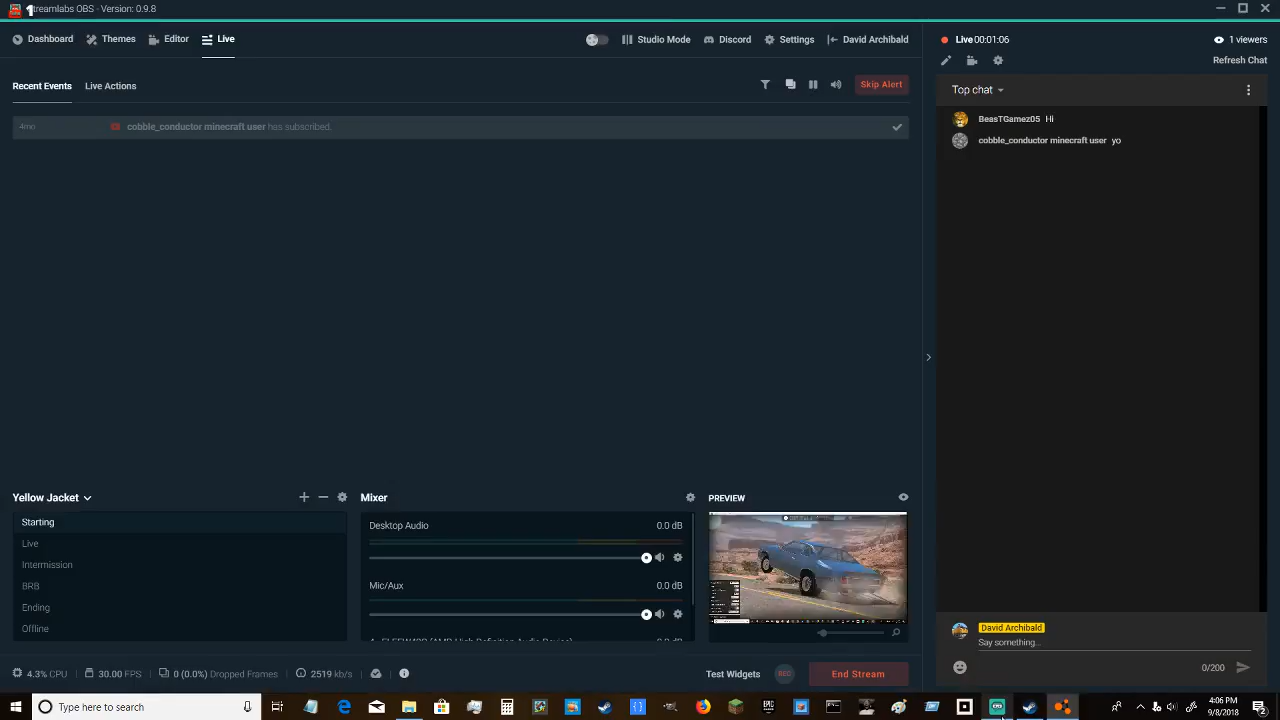 1
treamlabs OBS - Version: 0.9.8
Dashboard Themes Editor Live Studio Mode Discord Settings David Archibald
Live 00:01:06 1 viewers
Refresh Chat
Recent Events Live Actions Skip Alert
Top chat
4mo cobble_conductor minecraft user has subscribed.
BeasTGamez05 Hi
cobble_conductor minecraft user yo
Yellow Jacket Mixer PREVIEW
Starting
Live
Intermission
BRB
Ending
Offline
Desktop Audio 0.0 dB
Mic/Aux 0.0 dB
David Archibald
Say something...
0/200
4.3% CPU 30.00 FPS 0 (0.0%) Dropped Frames 2519 kb/s Test Widgets REC End Stream
Type here to search
4:06 PM
9/8/2018